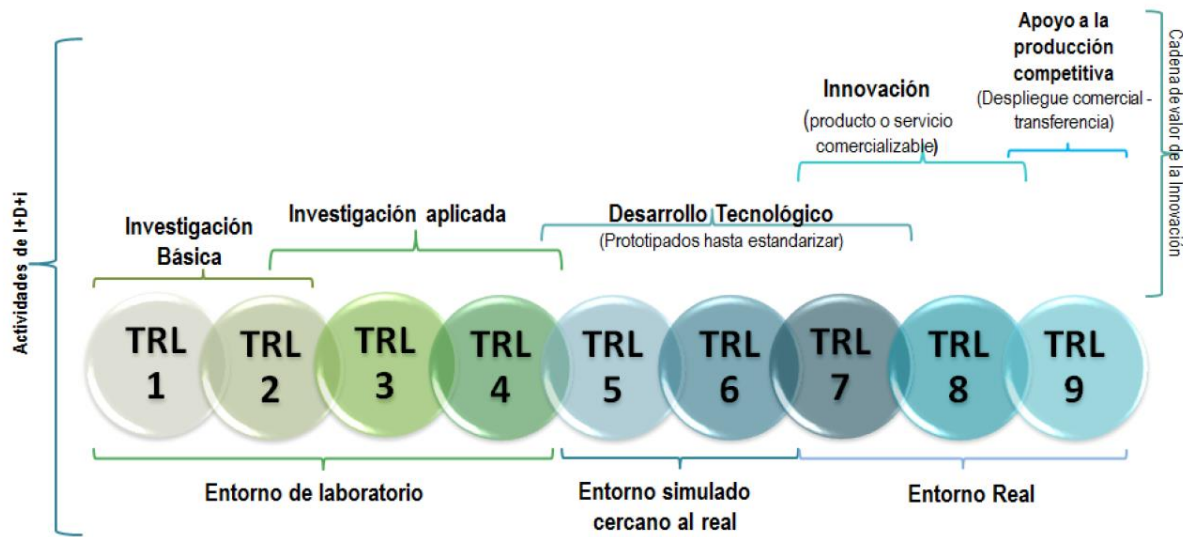 Actividades de I+D+i
Investigación
Básica
Investigación aplicada
Desarrollo Tecnológico
(Prototipados hasta estandarizar)
Innovación
(producto o servicio
comercializable)
Apoyo a la
producción
competitiva
(Despliegue comercial -
transferencia)
Cadena de valor de la Innovación
TRL
1
TRL
2
TRL
3
TRL
4
TRL
5
TRL
6
TRL
7
TRL
8
TRL
9
Entorno de laboratorio
Entorno simulado
cercano al real
Entorno Real